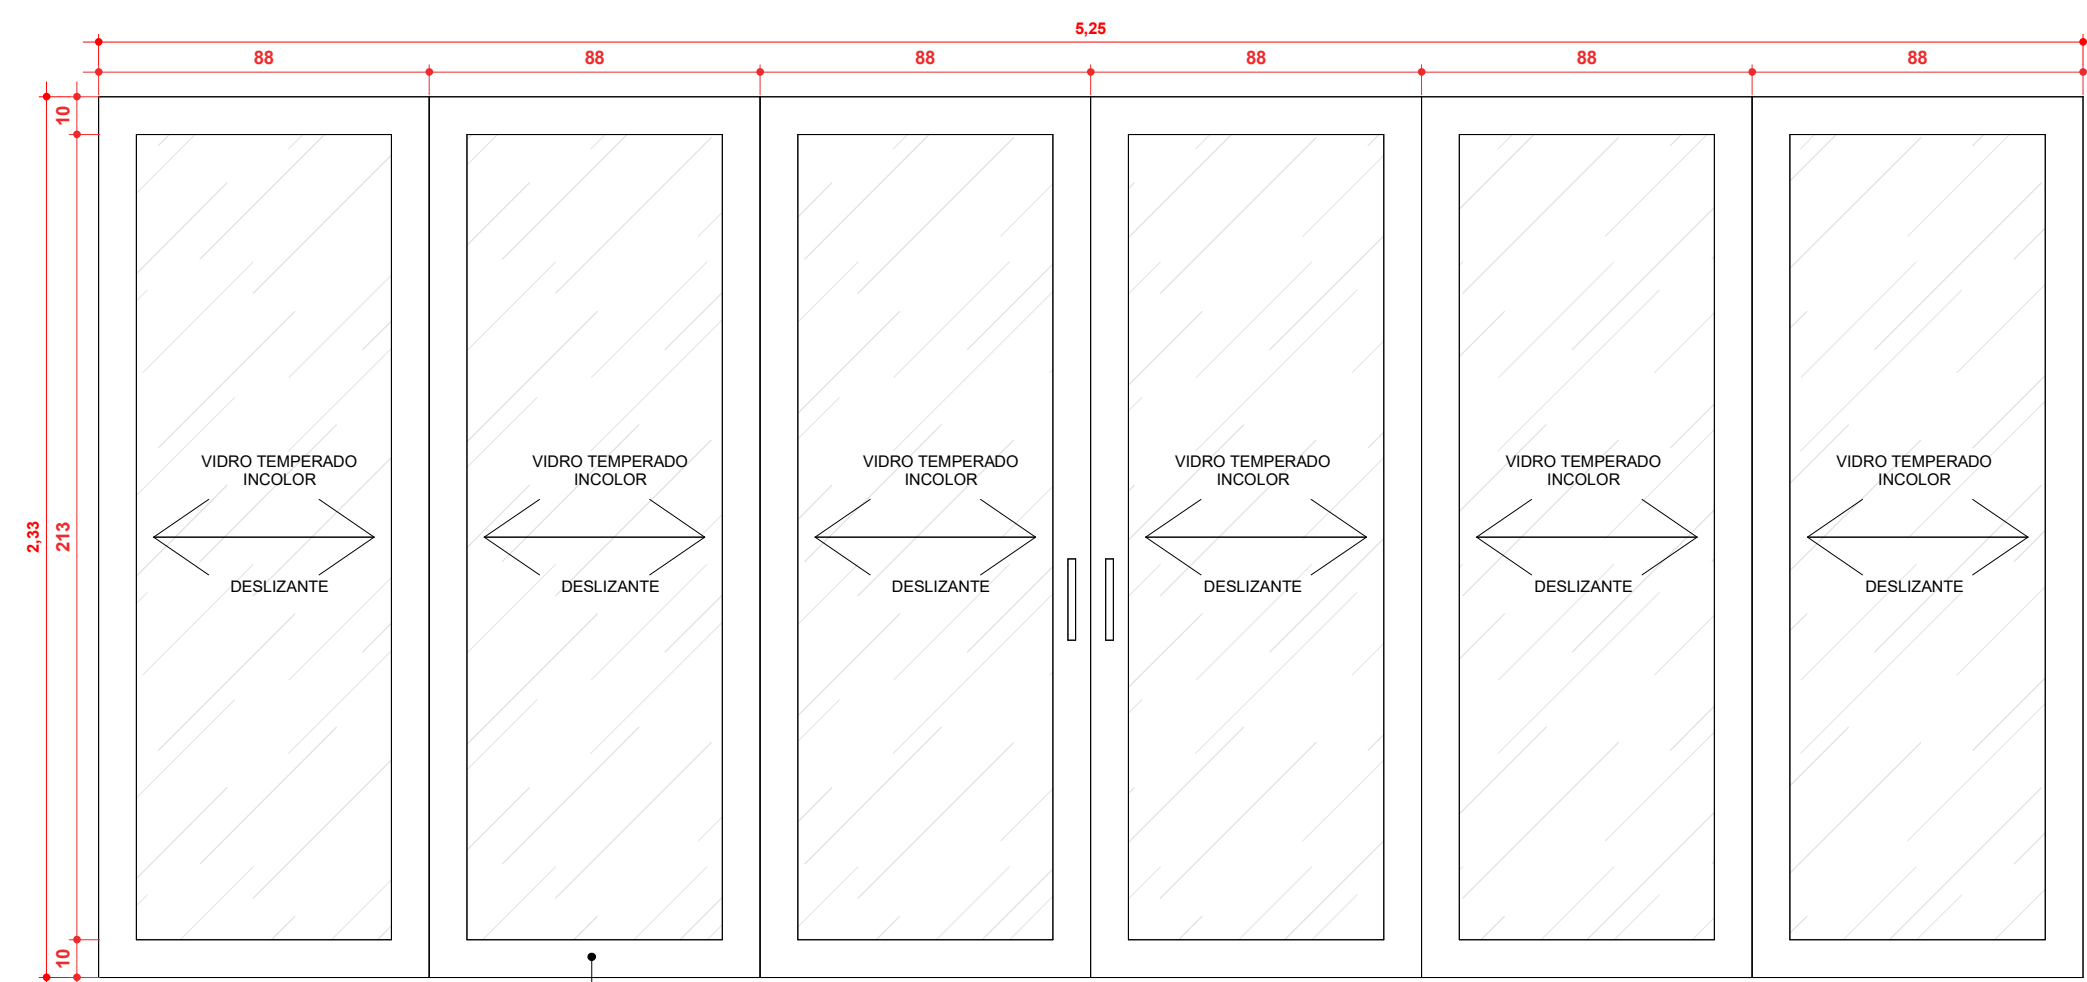 5,25
88
88
88
88
88
88
10
2,33
213
10
VIDRO TEMPERADO
INCOLOR
DESLIZANTE
VIDRO TEMPERADO
INCOLOR
DESLIZANTE
VIDRO TEMPERADO
INCOLOR
DESLIZANTE
VIDRO TEMPERADO
INCOLOR
DESLIZANTE
VIDRO TEMPERADO
INCOLOR
DESLIZANTE
VIDRO TEMPERADO
INCOLOR
DESLIZANTE